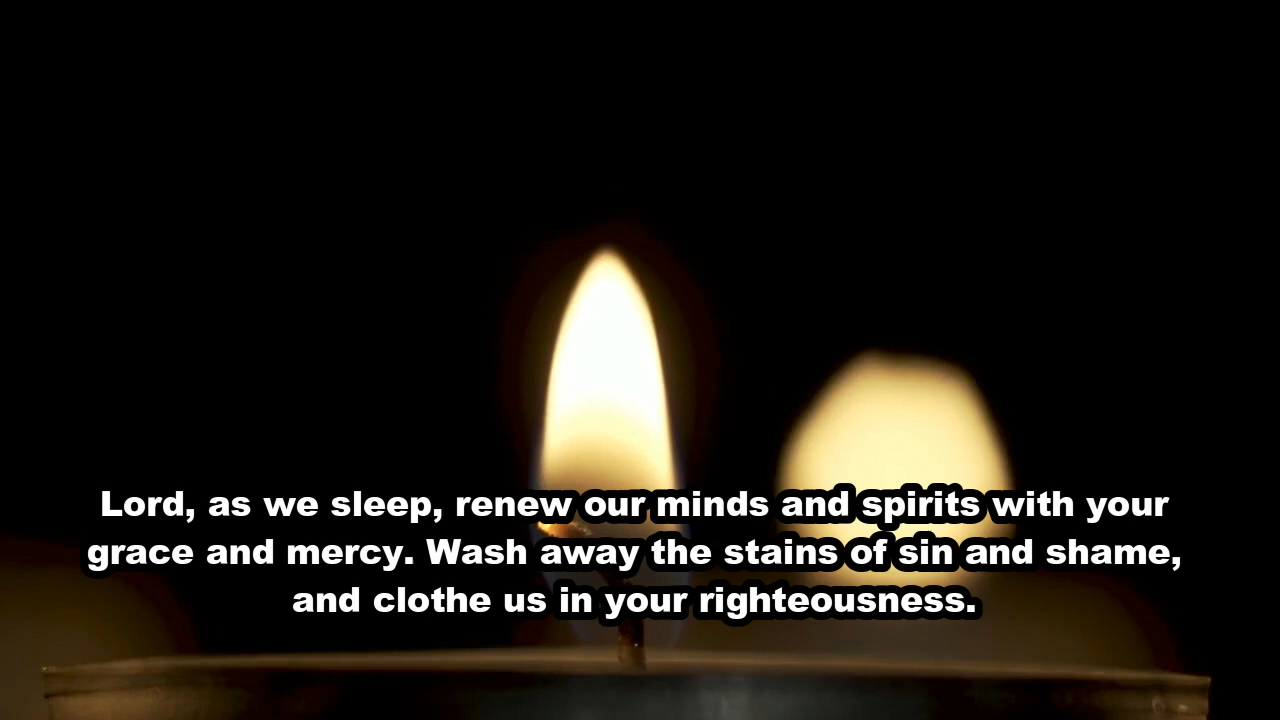 Lord, as we sleep, renew our minds and spirits with your
grace and mercy. Wash away the stains of sin and shame,
and clothe us in your righteousness.